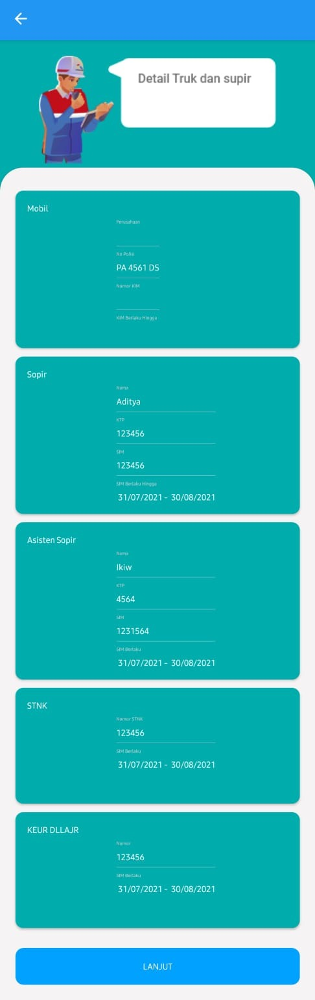 Detail Truk dan supir
Mobil
Perusahaan
No Polisi
PA 4561 DS
Nomor KIM
KIM Berlaku Hingga
Sopir
Nama
Aditya
KTP
123456
SIM
123456
SIM Berlaku Hingga
31/07/2021 - 30/08/2021
Asisten Sopir
Nama
Ikiw
KTP
4564
SIM
1231564
SIM Berlaku
31/07/2021 - 30/08/2021
STNK
Nomor STNK
123456
SIM Berlaku
31/07/2021 - 30/08/2021
KEUR DLLAJR
Nomor
123456
SIM Berlaku
31/07/2021 - 30/08/2021
LANJUT